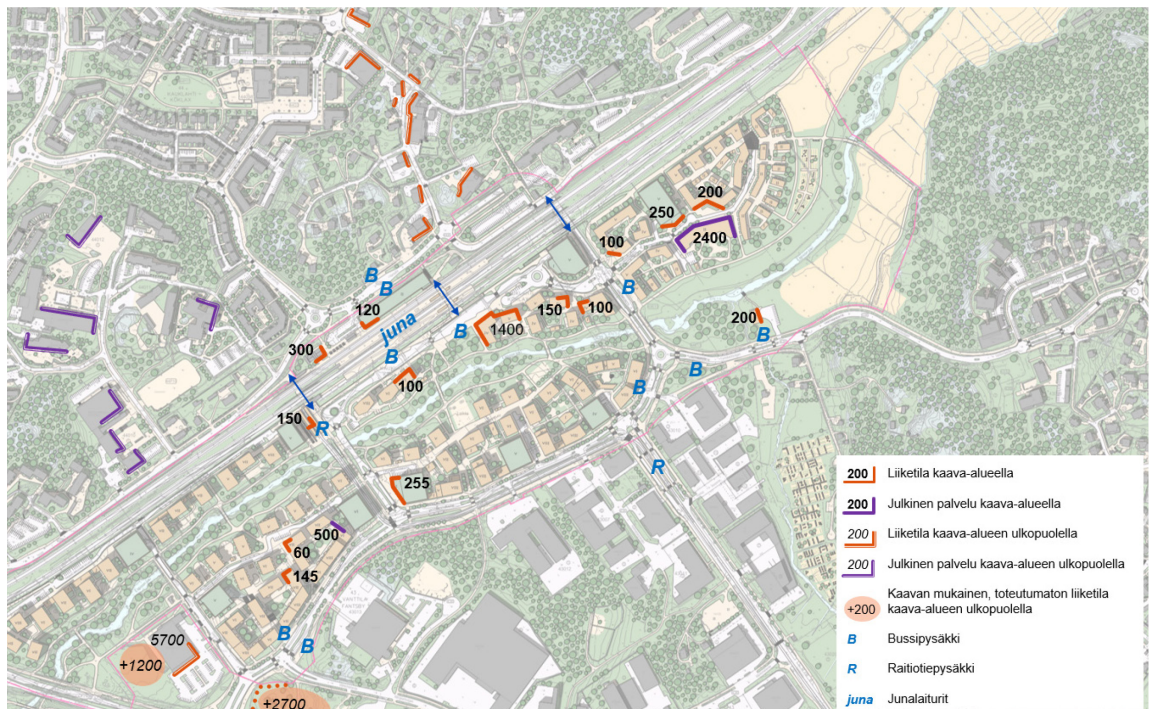 200
250
2400
100
B
B
B
120
juna
150
100
1400
B
200
B
300
B
B
100
B
150
R
R
255
500
60
145
B
B
5700
+1200
+2700
200 Liiketila kaava-alueella
200 Julkinen palvelu kaava-alueella
200 Liiketila kaava-alueen ulkopuolella
200 Julkinen palvelu kaava-alueen ulkopuolella
+200 Kaavan mukainen, toteutumaton liiketila
kaava-alueen ulkopuolella
B Bussipysäkki
R Raitiotiepysäkki
juna Junalaiturit